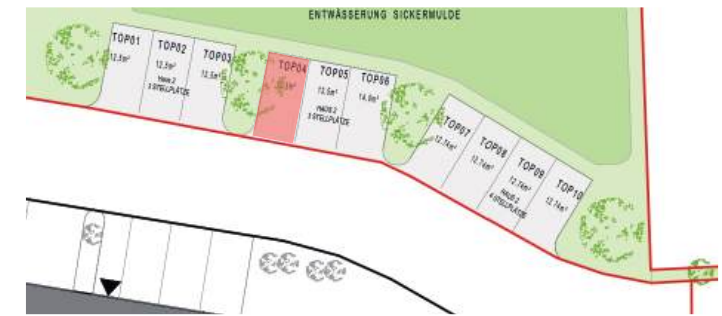 ENTWÄSSERUNG SICKERMULDE
TOP01
12,5m²
TOP02
12,5m²
HAUS 2
3 STELLPLÄTZE
TOP03
12,5m²
TOP04
TOP05
13,5m²
HAUS 2
3 STELLPLÄTZE
TOP06
14,9m²
TOP07
12,74m²
TOP08
12,74m²
TOP09
12,74m²
HAUS 2
4 STELLPLÄTZE
TOP10
12,74m²